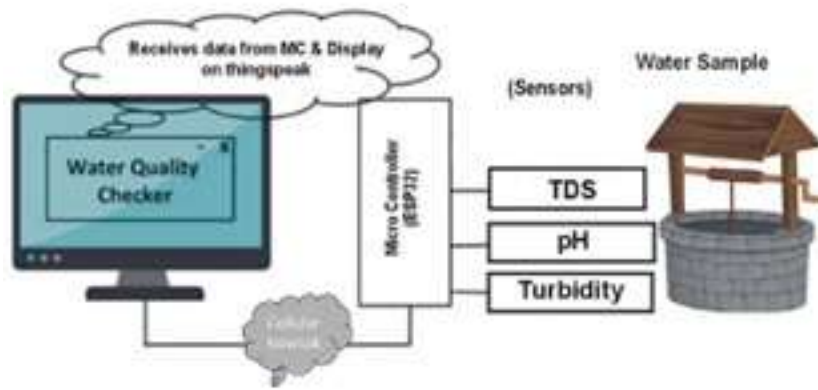 Receives data from MC & Display
on thingspeak
Water Sample
(Sensors)
Water Quality
Checker
Micro Controller
(ESP32)
TDS
pH
Turbidity